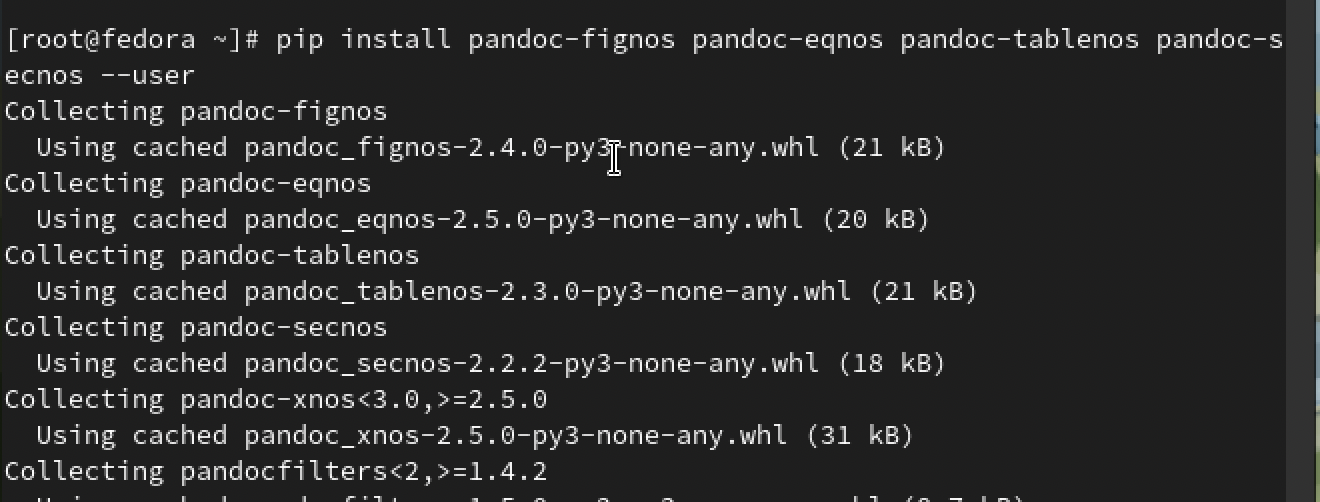 [root@fedora ~]# pip install pandoc-fignos pandoc-eqnos pandoc-tablenos pandoc-s
ecnos --user
Collecting pandoc-fignos
  Using cached pandoc_fignos-2.4.0-py3-none-any.whl (21 kB)
Collecting pandoc-eqnos
  Using cached pandoc_eqnos-2.5.0-py3-none-any.whl (20 kB)
Collecting pandoc-tablenos
  Using cached pandoc_tablenos-2.3.0-py3-none-any.whl (21 kB)
Collecting pandoc-secnos
  Using cached pandoc_secnos-2.2.2-py3-none-any.whl (18 kB)
Collecting pandoc-xnos<3.0,>=2.5.0
  Using cached pandoc_xnos-2.5.0-py3-none-any.whl (31 kB)
Collecting pandocfilters<2,>=1.4.2